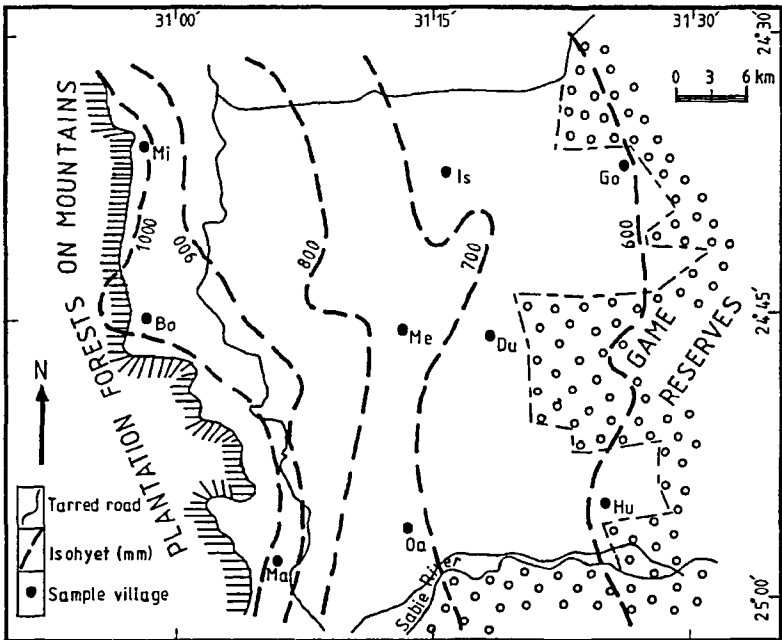 31°00'
31°15'
31°30'
24°30'
0 3 6 km
PLANTATION FORESTS ON MOUNTAINS
Mi
Is
Go
1000
900
800
700
600
24°45'
Bo
Me
Du
GAME
RESERVES
N
Tarred road
Isohyet (mm)
Sample village
Ma
Oa
Hu
Sabie River
25°00'